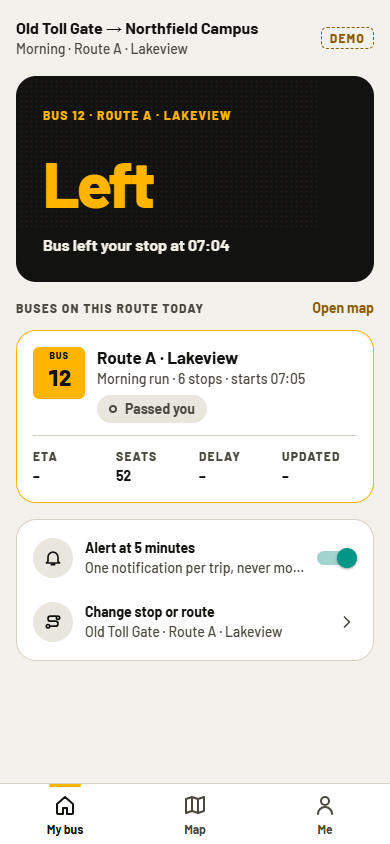 Old Toll Gate → Northfield Campus
Morning · Route A · Lakeview
DEMO
BUS 12 · ROUTE A · LAKEVIEW
Left
Bus left your stop at 07:04
BUSES ON THIS ROUTE TODAY
Open map
BUS
12
Route A · Lakeview
Morning run · 6 stops · starts 07:05
Passed you
ETA SEATS DELAY UPDATED
– 52 – –
Alert at 5 minutes
One notification per trip, never mo...
Change stop or route
Old Toll Gate · Route A · Lakeview
My bus Map Me